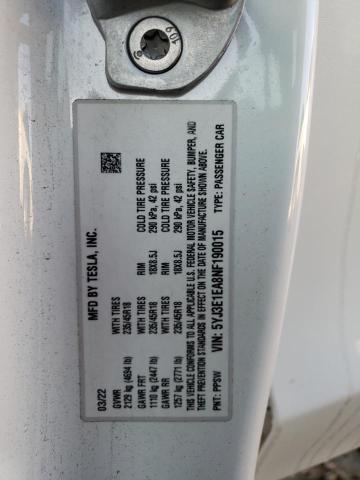 10.9
MFD BY TESLA, INC.
03/22
GVWR WITH TIRES RIM COLD TIRE PRESSURE
2129 kg (4694 lb) 235/45R18 18X8.5J 290 kPa, 42 psi
GAWR FRT WITH TIRES RIM COLD TIRE PRESSURE
1110 kg (2447 lb) 235/45R18 18X8.5J 290 kPa, 42 psi
GAWR RR WITH TIRES RIM COLD TIRE PRESSURE
1257 kg (2771 lb) 235/45R18 18X8.5J 290 kPa, 42 psi
THIS VEHICLE CONFORMS TO ALL APPLICABLE U.S. FEDERAL MOTOR VEHICLE SAFETY, BUMPER, AND
THEFT PREVENTION STANDARDS IN EFFECT ON THE DATE OF MANUFACTURE SHOWN ABOVE.
PNT: PPSW VIN: 5YJ3E1EA8NF190015 TYPE: PASSENGER CAR